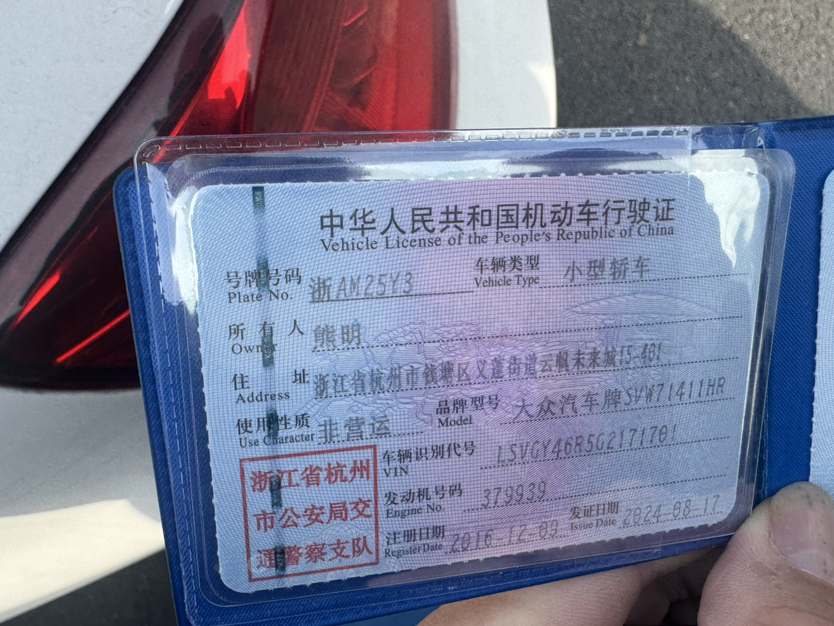 中华人民共和国机动车行驶证
Vehicle License of the People's Republic of China
号牌号码 浙AM25Y3 车辆类型 小型轿车
Plate No. Vehicle Type
所有人 熊明
Owner
住址 浙江省杭州市钱塘区义蓬街道云帆未来城15-481
Address
使用性质 非营运 品牌型号 大众汽车牌SVW71411HR
Use Character Model
浙江省杭州
市公安局交
通警察支队
车辆识别代号 LSVGY46R5G2171781
VIN
发动机号码 379939
Engine No.
注册日期 2016-12-09 发证日期 2024-08-17
Register Date Issue Date